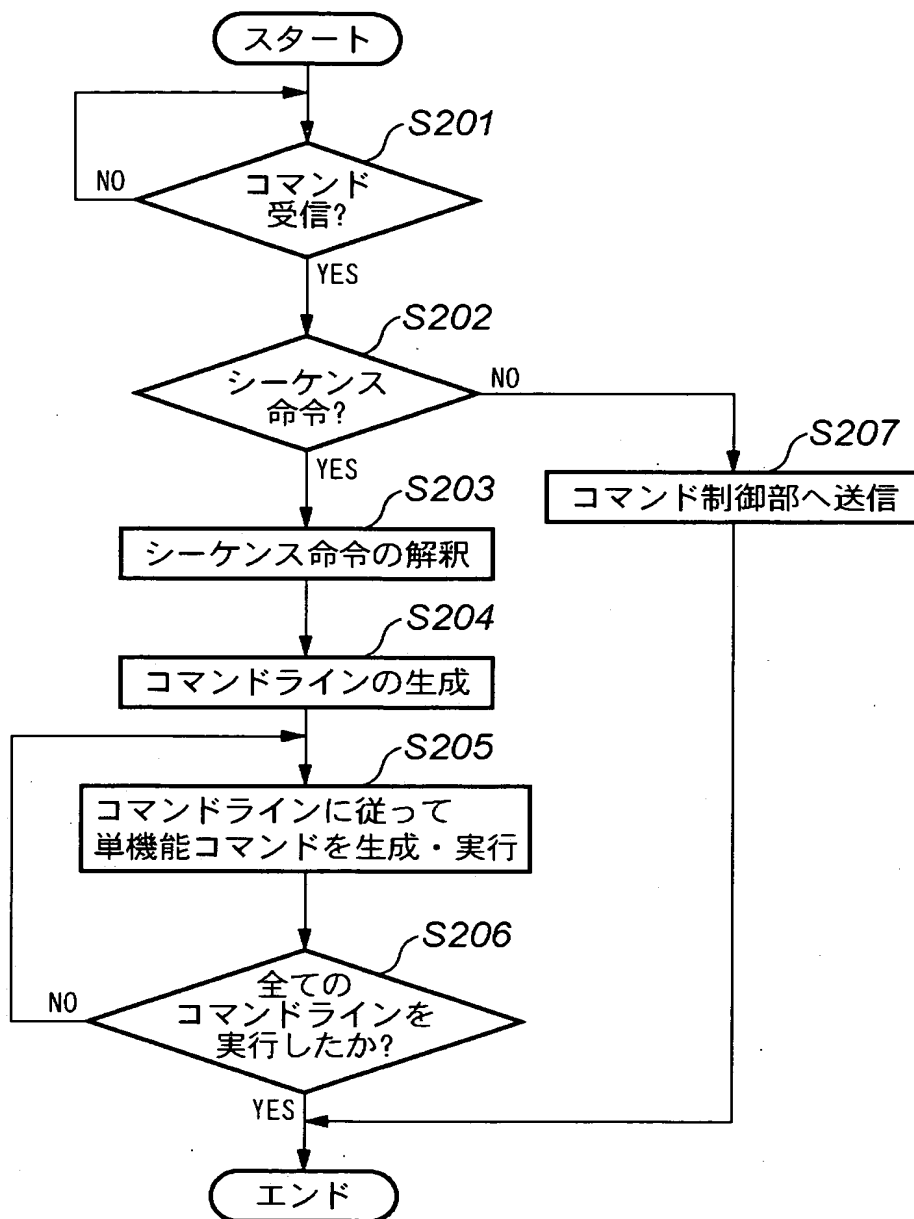 スタート
S201
コマンド
受信?
NO
YES
S202
シーケンス
命令?
NO
YES
S207
コマンド制御部へ送信
S203
シーケンス命令の解釈
S204
コマンドラインの生成
S205
コマンドラインに従って
単機能コマンドを生成・実行
S206
全ての
コマンドラインを
実行したか?
NO
YES
エンド